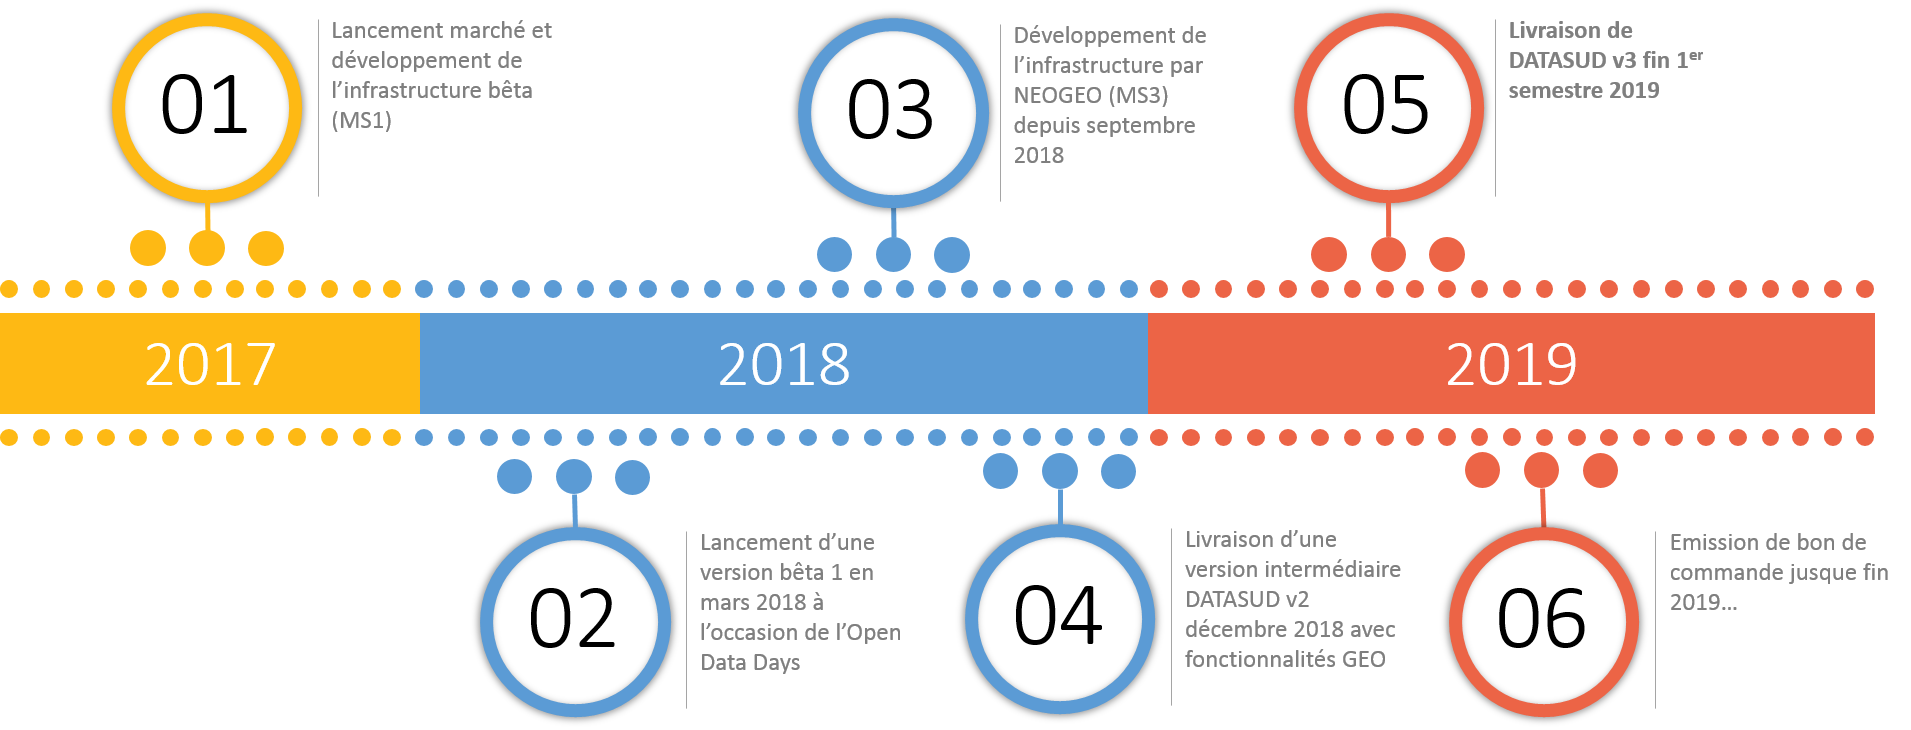 01
Lancement marché et
développement de
l’infrastructure bêta
(MS1)
03
Développement de
l’infrastructure par
NEOGEO (MS3)
depuis septembre
2018
05
Livraison de
DATASUD v3 fin 1er
semestre 2019
2017
2018
2019
02
Lancement d’une
version bêta 1 en
mars 2018 à
l’occasion de l’Open
Data Days
04
Livraison d’une
version intermédiaire
DATASUD v2
décembre 2018 avec
fonctionnalités GEO
06
Emission de bon de
commande jusque fin
2019...